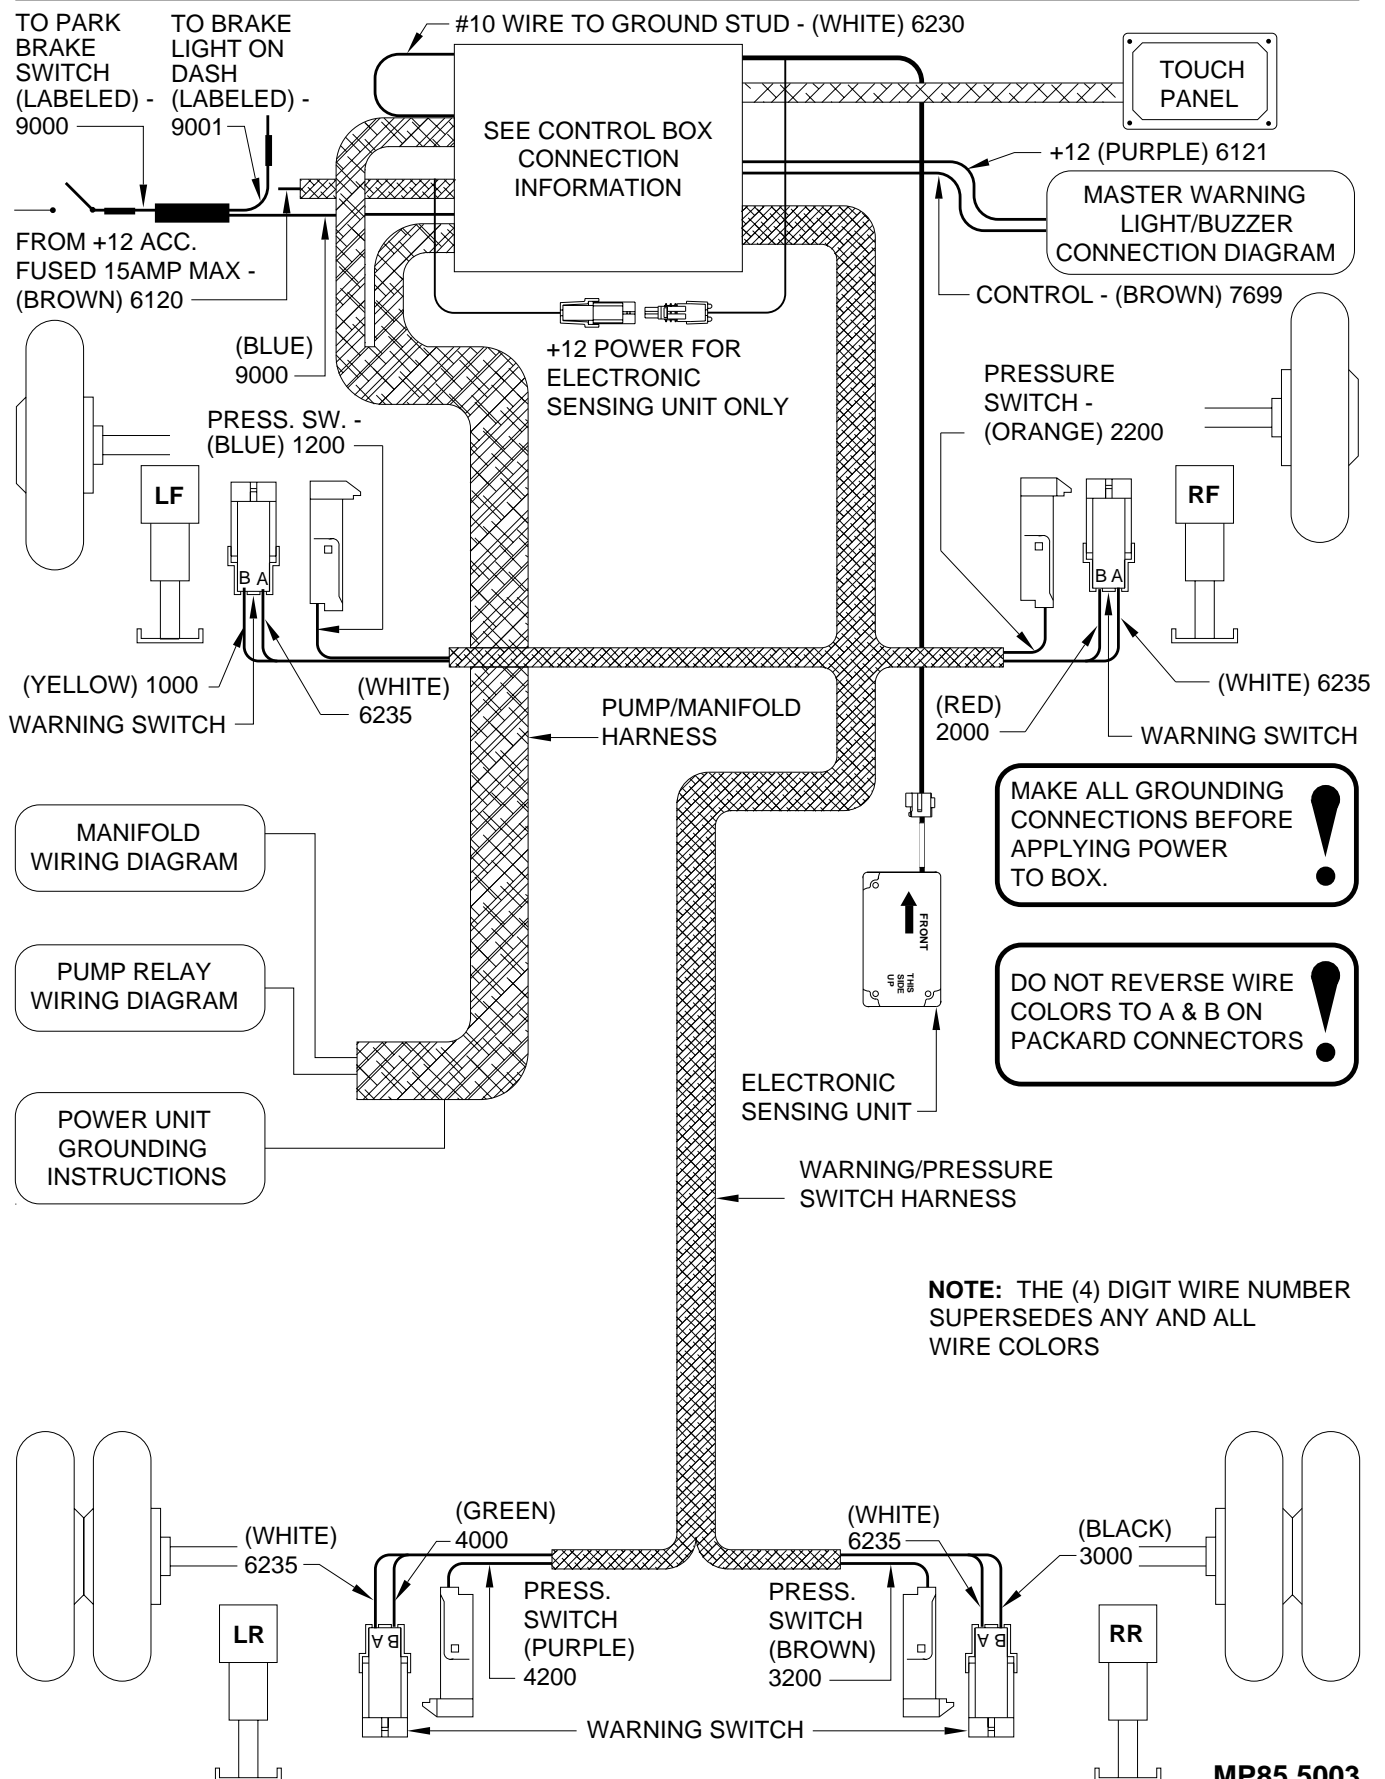 TO PARK
BRAKE
SWITCH
(LABELED) -
9000
TO BRAKE
LIGHT ON
DASH
(LABELED) -
9001
#10 WIRE TO GROUND STUD - (WHITE) 6230
SEE CONTROL BOX
CONNECTION
INFORMATION
TOUCH
PANEL
+12 (PURPLE) 6121
MASTER WARNING
LIGHT/BUZZER
CONNECTION DIAGRAM
CONTROL - (BROWN) 7699
FROM +12 ACC.
FUSED 15AMP MAX -
(BROWN) 6120
(BLUE)
9000
+12 POWER FOR
ELECTRONIC
SENSING UNIT ONLY
PRESS. SW. -
(BLUE) 1200
PRESSURE
SWITCH -
(ORANGE) 2200
LF
B A
B A
RF
(YELLOW) 1000
WARNING SWITCH
(WHITE)
6235
PUMP/MANIFOLD
HARNESS
(RED)
2000
(WHITE) 6235
WARNING SWITCH
MAKE ALL GROUNDING
CONNECTIONS BEFORE
APPLYING POWER
TO BOX.
!
MANIFOLD
WIRING DIAGRAM
FRONT
THIS
SIDE
UP
PUMP RELAY
WIRING DIAGRAM
DO NOT REVERSE WIRE
COLORS TO A & B ON
PACKARD CONNECTORS
!
ELECTRONIC
SENSING UNIT
POWER UNIT
GROUNDING
INSTRUCTIONS
WARNING/PRESSURE
SWITCH HARNESS
NOTE: THE (4) DIGIT WIRE NUMBER
SUPERSEDES ANY AND ALL
WIRE COLORS
(WHITE)
6235
(GREEN)
4000
(WHITE)
6235
(BLACK)
3000
PRESS.
SWITCH
(PURPLE)
4200
PRESS.
SWITCH
(BROWN)
3200
LR
A B
B A
RR
WARNING SWITCH
MP85.5003